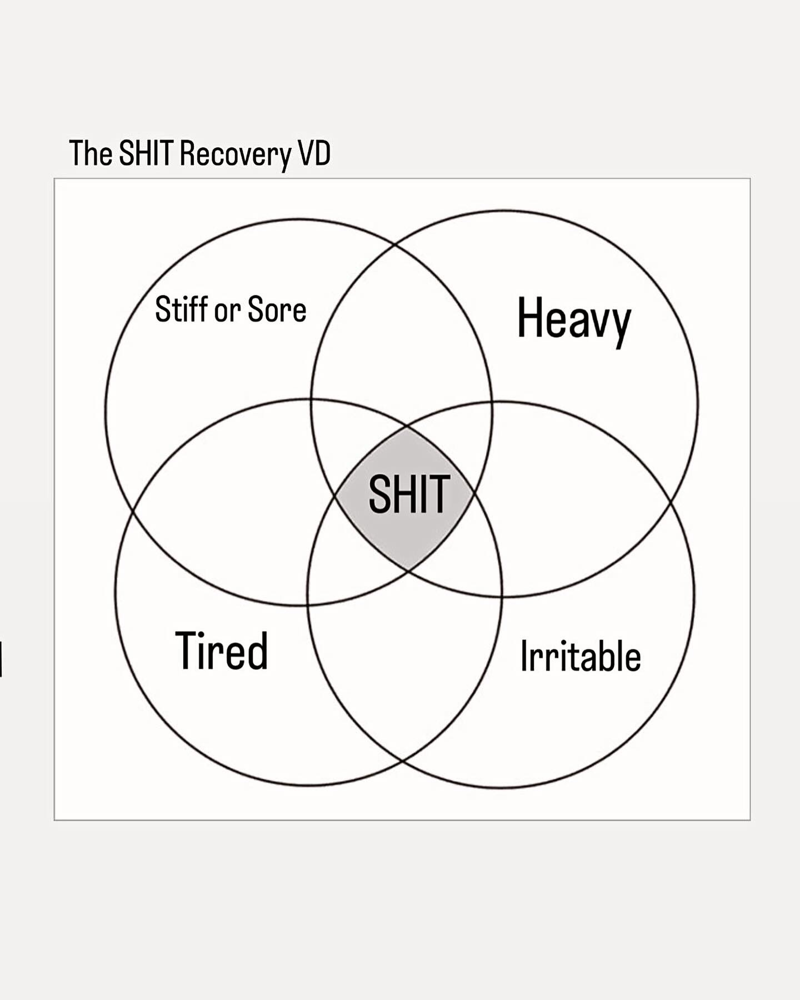 The SHIT Recovery VD
Stiff or Sore
Heavy
SHIT
Tired
Irritable